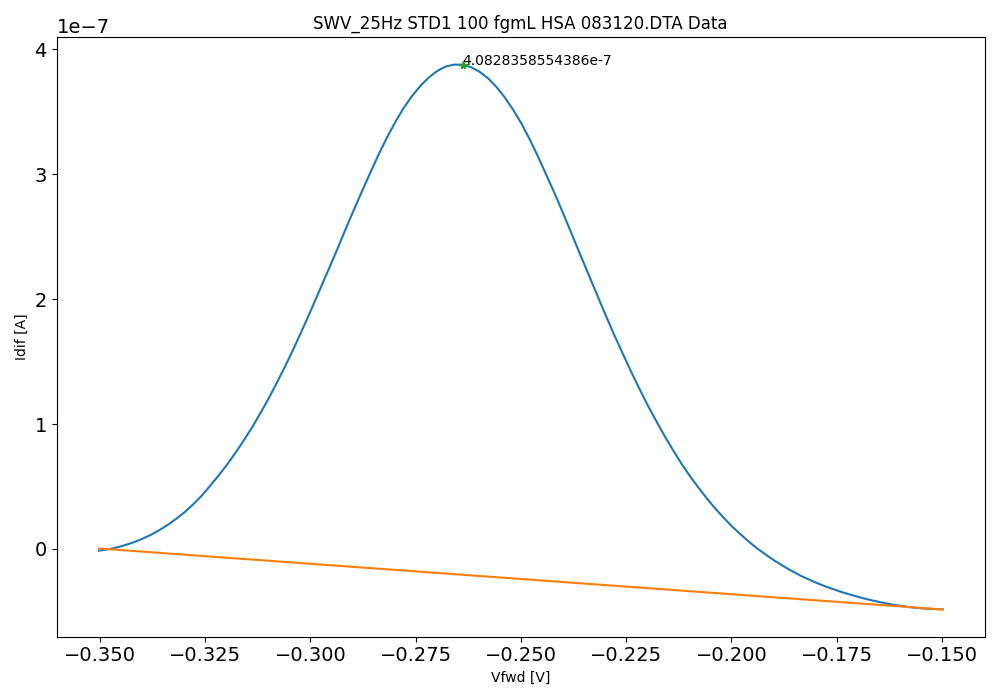 SWV_25Hz STD1 100 fgmL HSA 083120.DTA Data
1e−7
4.0828358554386e-7
4
3
2
1
0
Idif [A]
−0.350 −0.325 −0.300 −0.275 −0.250 −0.225 −0.200 −0.175 −0.150
Vfwd [V]